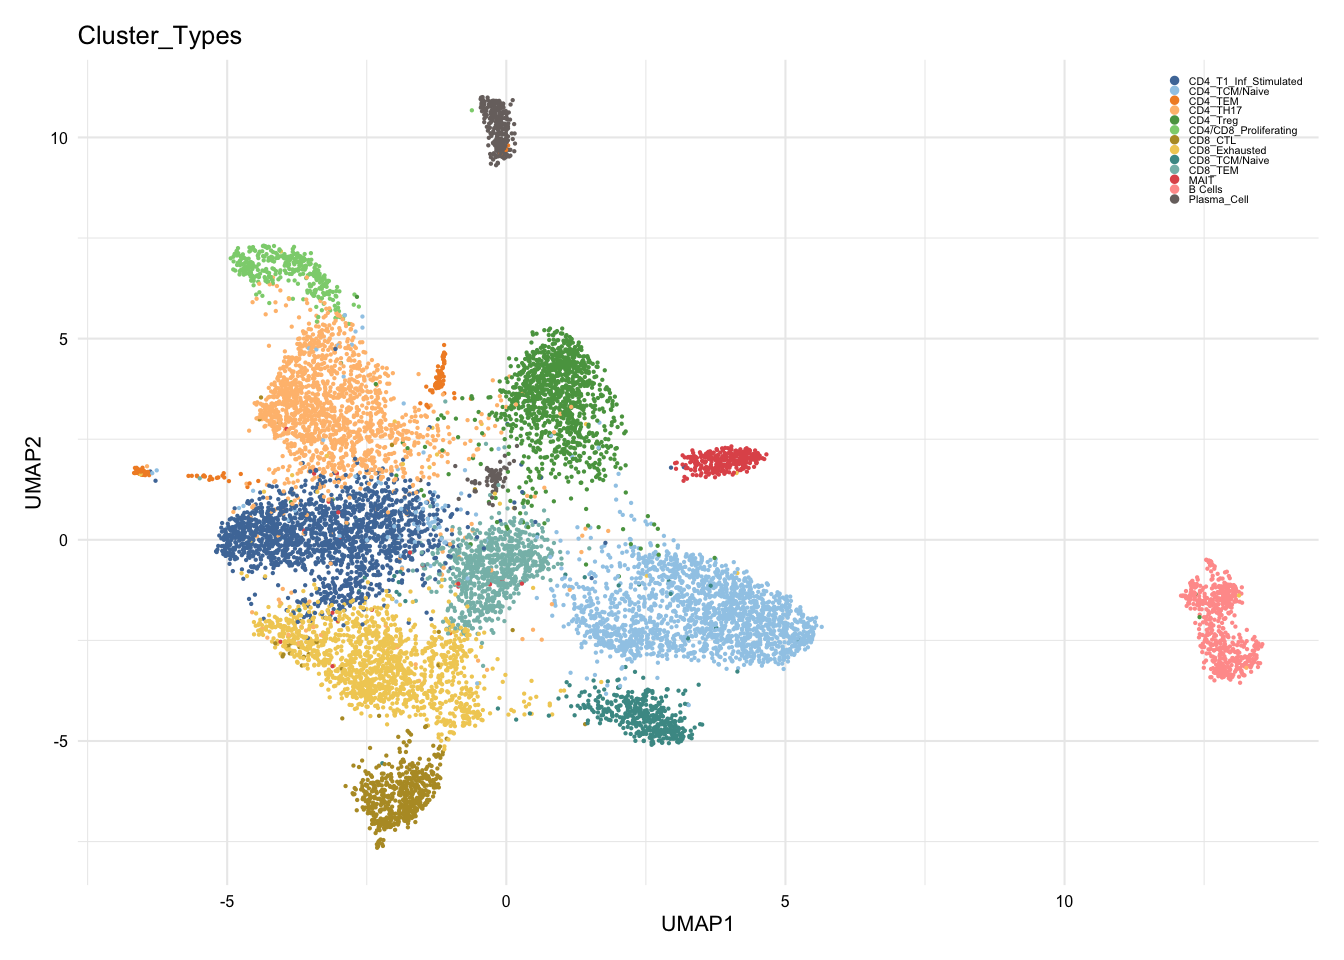 Cluster_Types
CD4_T1_Inf_Stimulated
CD4_TCM/Naive
CD4_TEM
CD4_TH17
CD4_Treg
CD4/CD8_Proliferating
CD8_CTL
CD8_Exhausted
CD8_TCM/Naive
CD8_TEM
MAIT
B Cells
Plasma_Cell
10
5
0
-5
UMAP2
-5
0
5
10
UMAP1